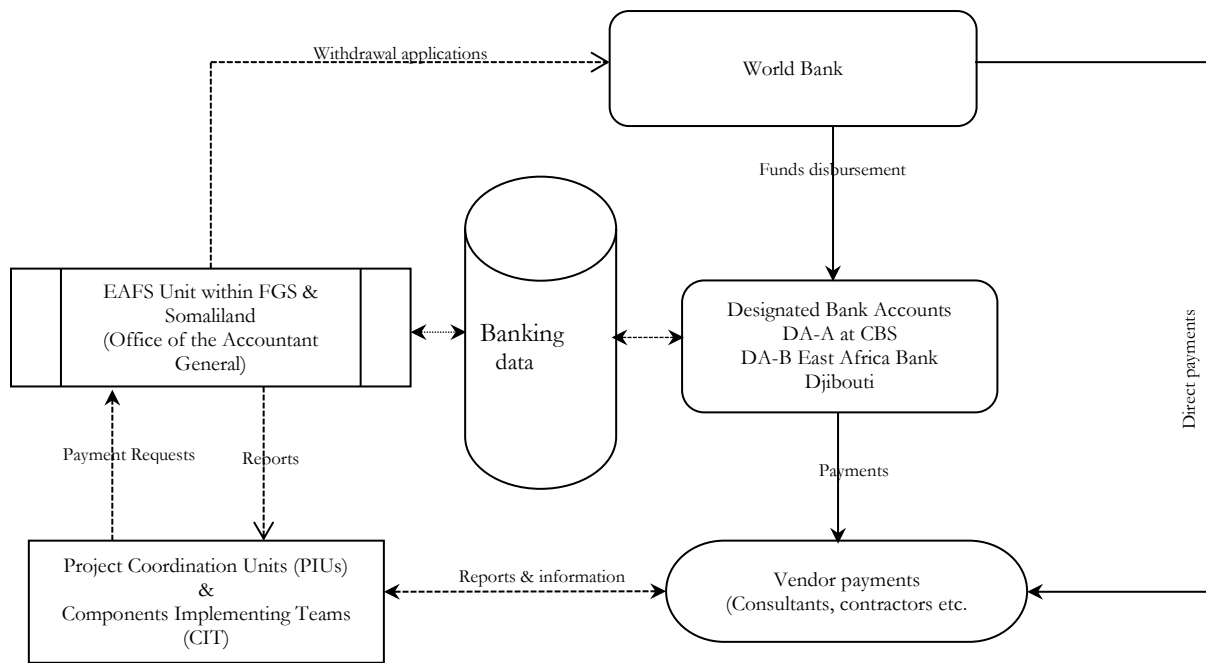 Withdrawal applications
World Bank
Funds disbursement
EAFS Unit within FGS &
Somaliland
(Office of the Accountant
General)
Banking
data
Designated Bank Accounts
DA-A at CBS
DA-B East Africa Bank
Djibouti
Direct payments
Payment Requests
Reports
Payments
Project Coordination Units (PIUs)
&
Components Implementing Teams
(CIT)
Reports & information
Vendor payments
(Consultants, contractors etc.